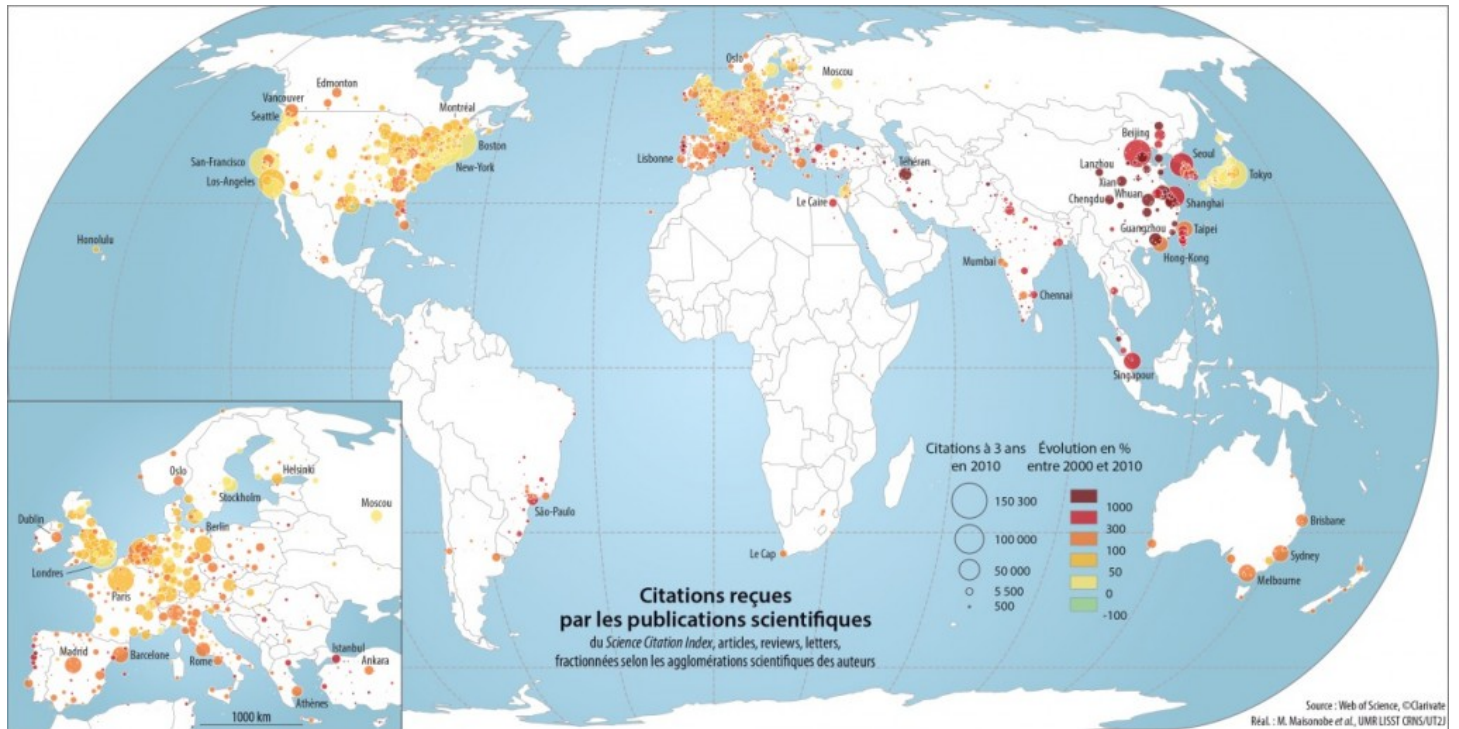 Oslo
Moscou
Edmonton
Vancouver
Seattle
Montréal
Boston
New-York
San-Francisco
Los-Angeles
Honolulu
Lisbonne
Téhéran
Le Caire
Beijing
Seoul
Lanzhou
Tokyo
Xian
Whuan
Chengdu
Shanghai
Guangzhou
Taipei
Hong-Kong
Mumbai
Chennai
Singapour
São-Paulo
Le Cap
Brisbane
Sydney
Melbourne
Citations à 3 ans
en 2010
150 300
100 000
50 000
5 500
500
Évolution en %
entre 2000 et 2010
1000
300
100
50
0
-100
Oslo
Helsinki
Stockholm
Moscou
Dublin
Berlin
Londres
Paris
Madrid
Barcelone
Rome
Istanbul
Ankara
Athènes
1000 km
Citations reçues
par les publications scientifiques
du Science Citation Index, articles, reviews, letters,
fractionnées selon les agglomérations scientifiques des auteurs
Source : Web of Science, ©Clarivate
Réal. : M. Maisonobe et al., UMR LISST CRNS/UT2J